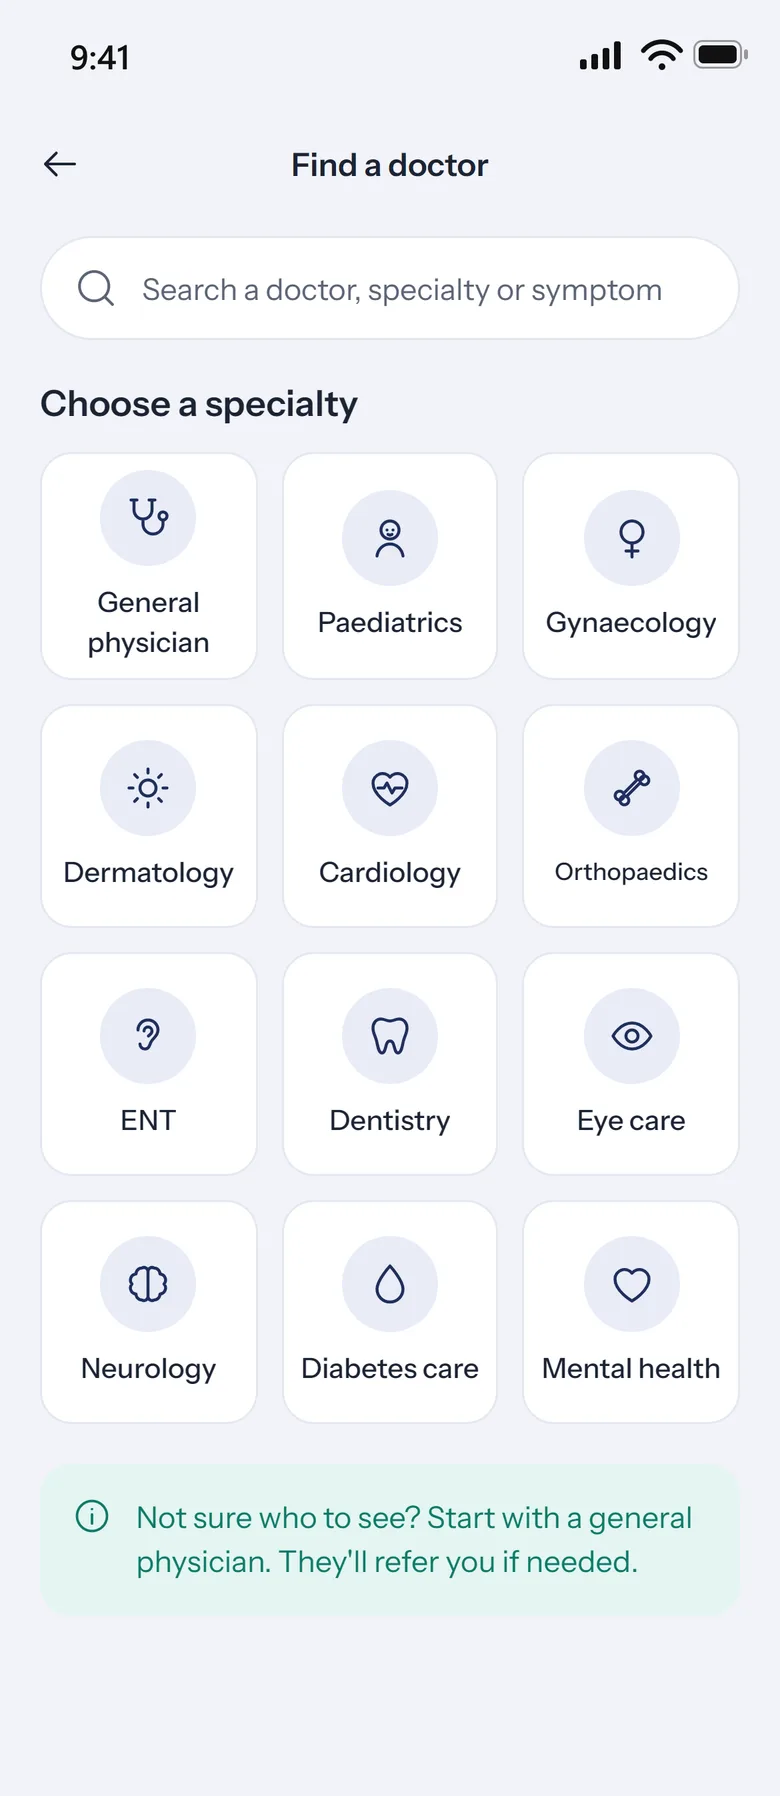 9:41
Find a doctor
Search a doctor, specialty or symptom
Choose a specialty
General
physician
Paediatrics
Gynaecology
Dermatology
Cardiology
Orthopaedics
ENT
Dentistry
Eye care
Neurology
Diabetes care
Mental health
Not sure who to see? Start with a general
physician. They'll refer you if needed.